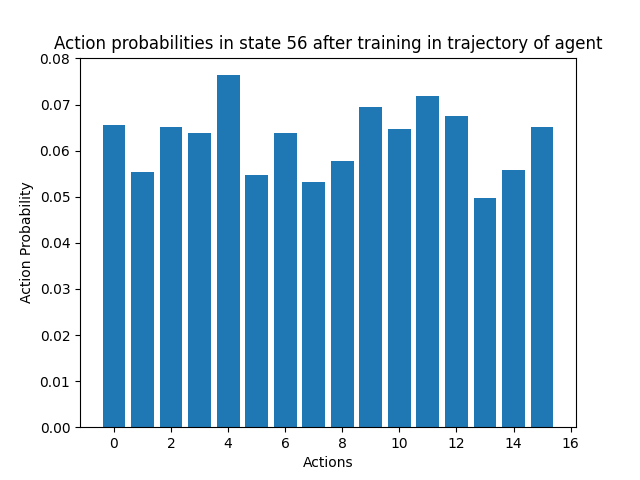 Action probabilities in state 56 after training in trajectory of agent
0.08
0.07
0.06
0.05
0.04
0.03
0.02
0.01
0.00
Action Probability
0 2 4 6 8 10 12 14 16
Actions